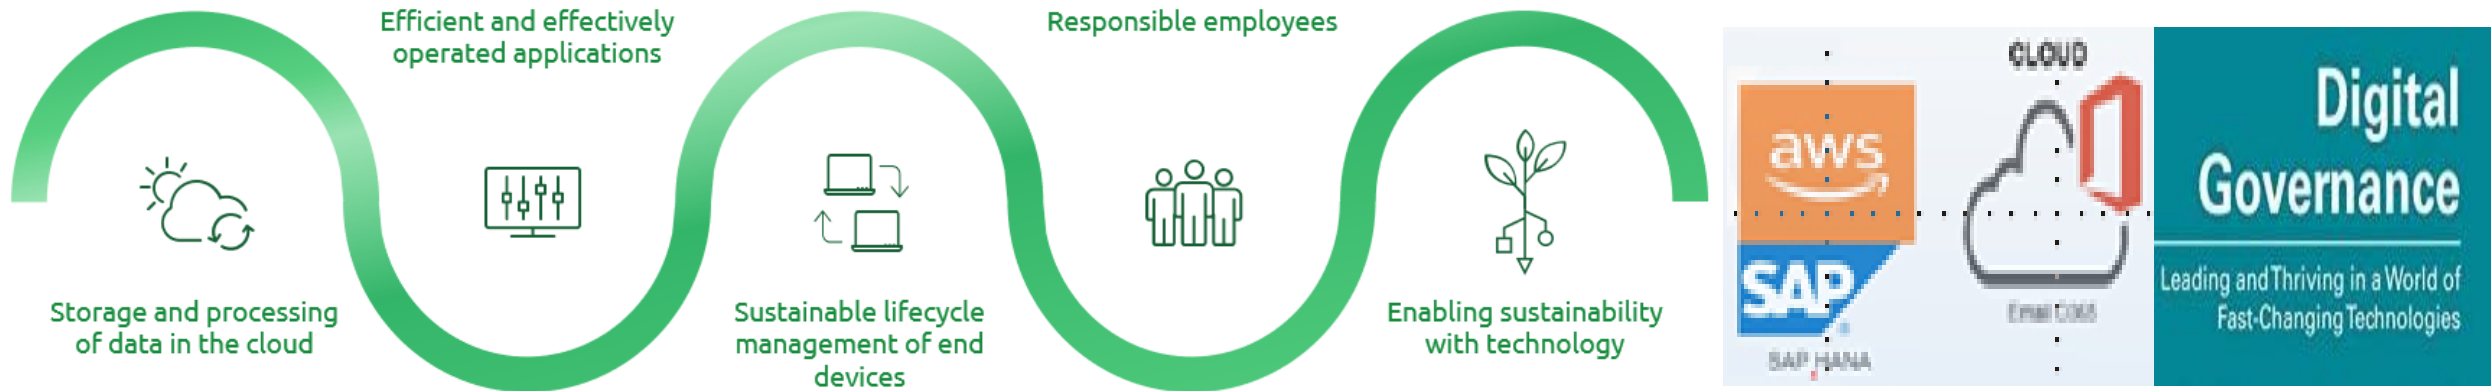 Efficient and effectively
operated applications
Responsible employees
Storage and processing
of data in the cloud
Sustainable lifecycle
management of end
devices
Enabling sustainability
with technology
CLOUD
aws
SAP
SAP HANA
Email O365
Digital
Governance
Leading and Thriving in a World of
Fast-Changing Technologies